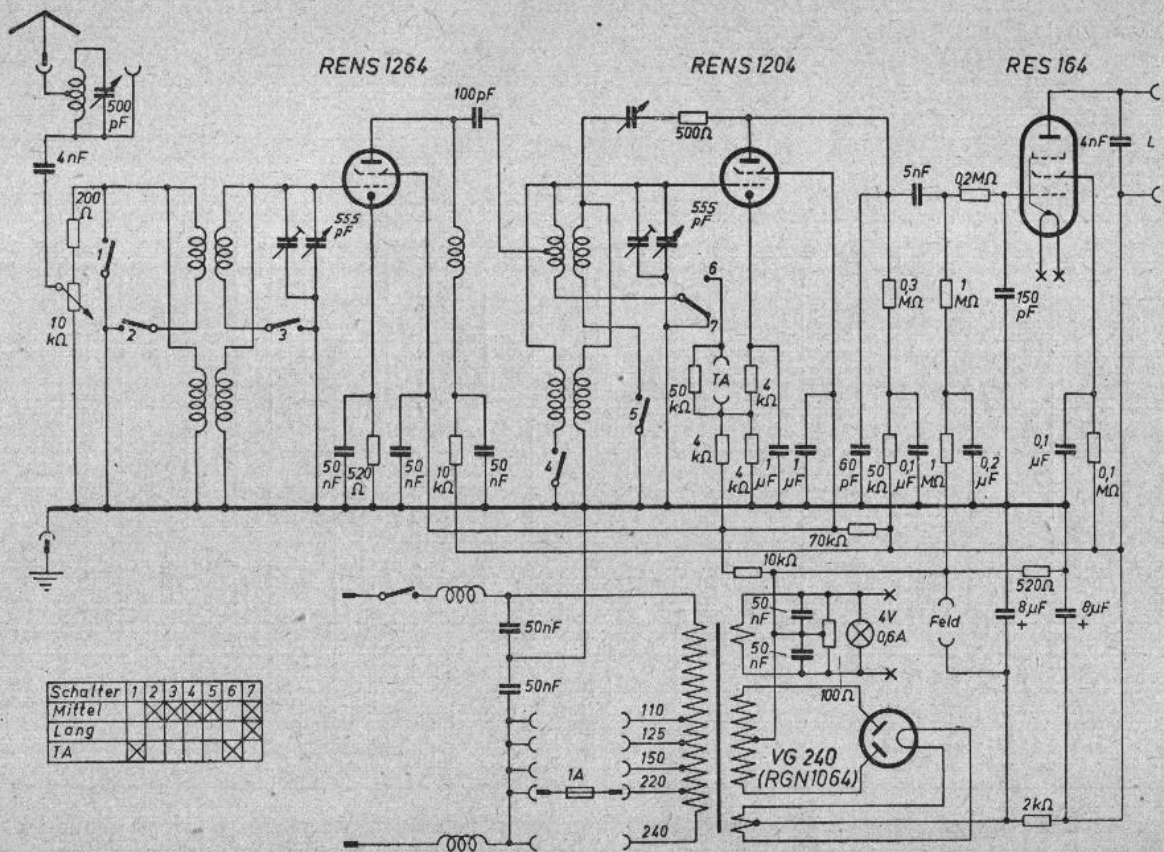 RENS 1264
RENS 1204
RES 164
500 pF
4nF
200 Ω
10 kΩ
1
2
3
555 pF
100pF
500Ω
555 pF
6
7
TA
50 kΩ
4 kΩ
4 kΩ
4 kΩ
5
4
50 nF
520 Ω
50 nF
10 kΩ
50 nF
1 µF
1 µF
5nF
0,2MΩ
0,3 MΩ
1 MΩ
150 pF
4nF
L
60 pF
50 kΩ
0,1 µF
1 MΩ
0,2 µF
0,1 µF
0,1 MΩ
70kΩ
10kΩ
520Ω
50nF
50nF
50 nF
50 nF
100Ω
4V
0,6A
Feld
8µF
+
8µF
+
110
125
150
220
240
1A
VG 240
(RGN1064)
2kΩ
Schalter 1 2 3 4 5 6 7
Mittel
Lang
TA